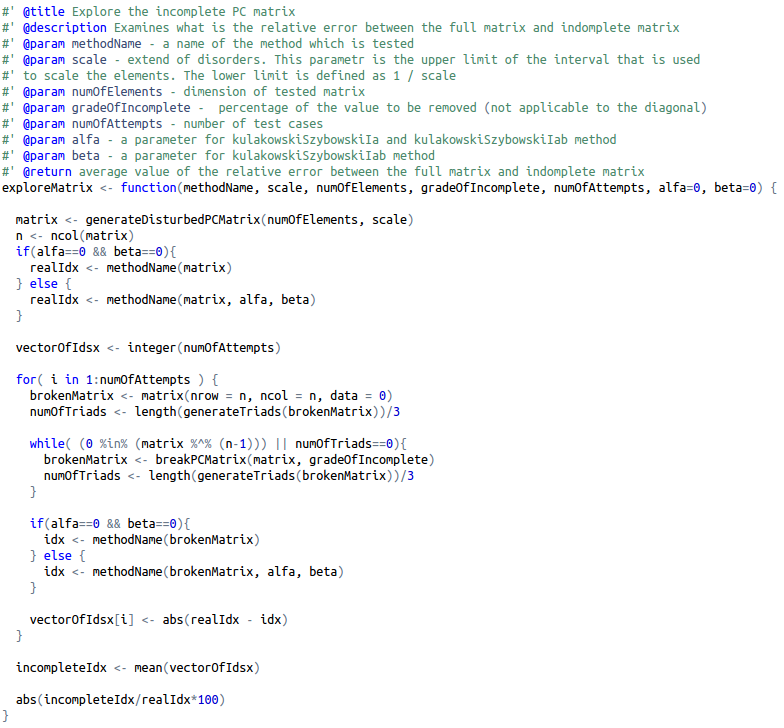 #' @title Explore the incomplete PC matrix
#' @description Examines what is the relative error between the full matrix and indomplete matrix
#' @param methodName - a name of the method which is tested
#' @param scale - extend of disorders. This parametr is the upper limit of the interval that is used
#' to scale the elements. The lower limit is defined as 1 / scale
#' @param numOfElements - dimension of tested matrix
#' @param gradeOfIncomplete -  percentage of the value to be removed (not applicable to the diagonal)
#' @param numOfAttempts - number of test cases
#' @param alfa - a parameter for kulakowskiSzybowskiIa and kulakowskiSzybowskiIab method
#' @param beta - a parameter for kulakowskiSzybowskiIab method
#' @return average value of the relative error between the full matrix and indomplete matrix
exploreMatrix <- function(methodName, scale, numOfElements, gradeOfIncomplete, numOfAttempts, alfa=0, beta=0) {

  matrix <- generateDisturbedPCMatrix(numOfElements, scale)
  n <- ncol(matrix)
  if(alfa==0 && beta==0){
    realIdx <- methodName(matrix)
  } else {
    realIdx <- methodName(matrix, alfa, beta)
  }

  vectorOfIdsx <- integer(numOfAttempts)

  for( i in 1:numOfAttempts ) {
    brokenMatrix <- matrix(nrow = n, ncol = n, data = 0)
    numOfTriads <- length(generateTriads(brokenMatrix))/3

    while( (0 %in% (matrix %^% (n-1))) || numOfTriads==0){
      brokenMatrix <- breakPCMatrix(matrix, gradeOfIncomplete)
      numOfTriads <- length(generateTriads(brokenMatrix))/3
    }

    if(alfa==0 && beta==0){
      idx <- methodName(brokenMatrix)
    } else {
      idx <- methodName(brokenMatrix, alfa, beta)
    }

    vectorOfIdsx[i] <- abs(realIdx - idx)
  }

  incompleteIdx <- mean(vectorOfIdsx)

  abs(incompleteIdx/realIdx*100)
}